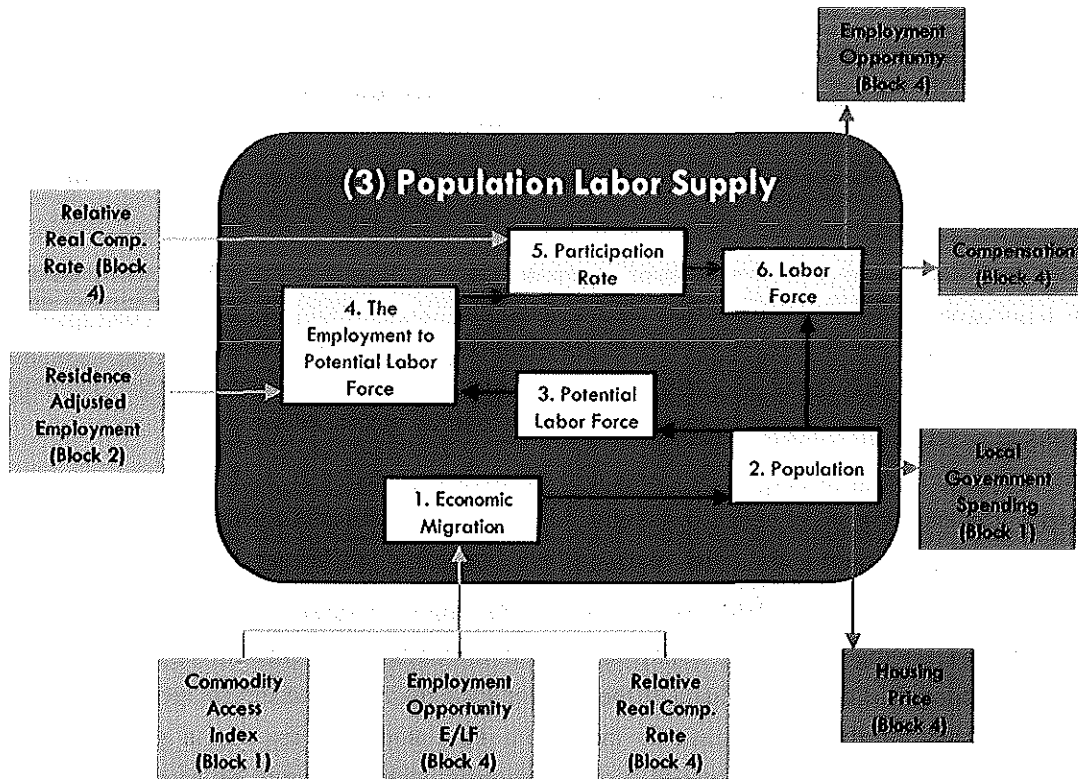 Employment
Opportunity
(Block 4)
(3) Population Labor Supply
Relative
Real Comp.
Rate (Block
4)
5. Participation
Rate
6. Labor
Force
Compensation
(Block 4)
4. The
Employment to
Potential Labor
Force
Residence
Adjusted
Employment
(Block 2)
3. Potential
Labor Force
2. Population
Local
Government
Spending
(Block 1)
1. Economic
Migration
Commodity
Access
Index
(Block 1)
Employment
Opportunity
E/LF
(Block 4)
Relative
Real Comp.
Rate
(Block 4)
Housing
Price
(Block 4)